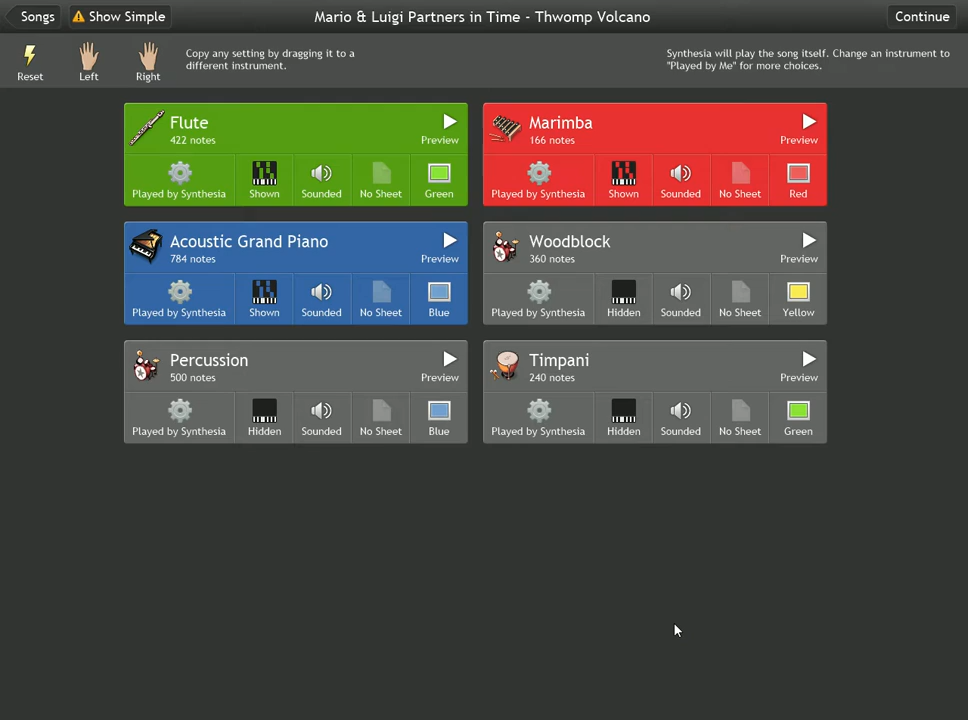 Songs
Show Simple
Mario & Luigi Partners in Time - Thwomp Volcano
Continue
Reset
Left
Right
Copy any setting by dragging it to a
different instrument.
Synthesia will play the song itself. Change an instrument to
"Played by Me" for more choices.
Flute
422 notes
Preview
Played by Synthesia
Shown
Sounded
No Sheet
Green
Marimba
166 notes
Preview
Played by Synthesia
Shown
Sounded
No Sheet
Red
Acoustic Grand Piano
784 notes
Preview
Played by Synthesia
Shown
Sounded
No Sheet
Blue
Woodblock
360 notes
Preview
Played by Synthesia
Hidden
Sounded
No Sheet
Yellow
Percussion
500 notes
Preview
Played by Synthesia
Hidden
Sounded
No Sheet
Blue
Timpani
240 notes
Preview
Played by Synthesia
Hidden
Sounded
No Sheet
Green